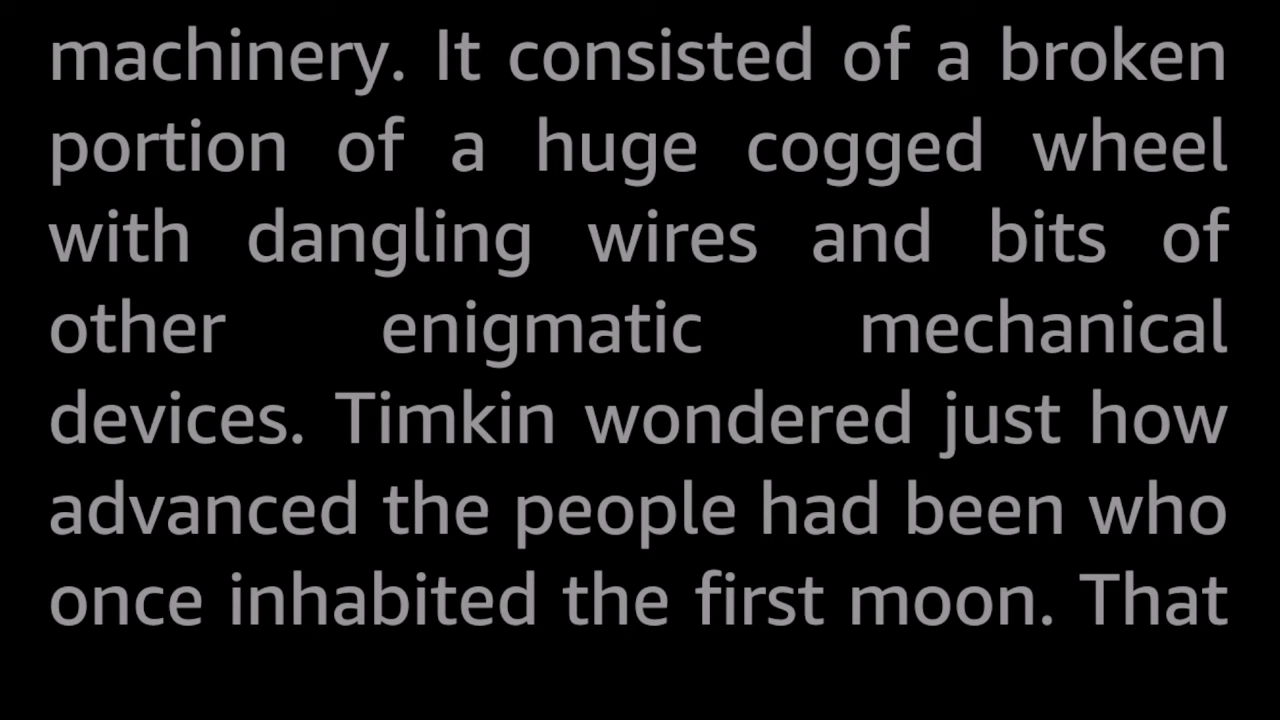 machinery. It consisted of a broken
portion of a huge cogged wheel
with dangling wires and bits of
other enigmatic mechanical
devices. Timkin wondered just how
advanced the people had been who
once inhabited the first moon. That